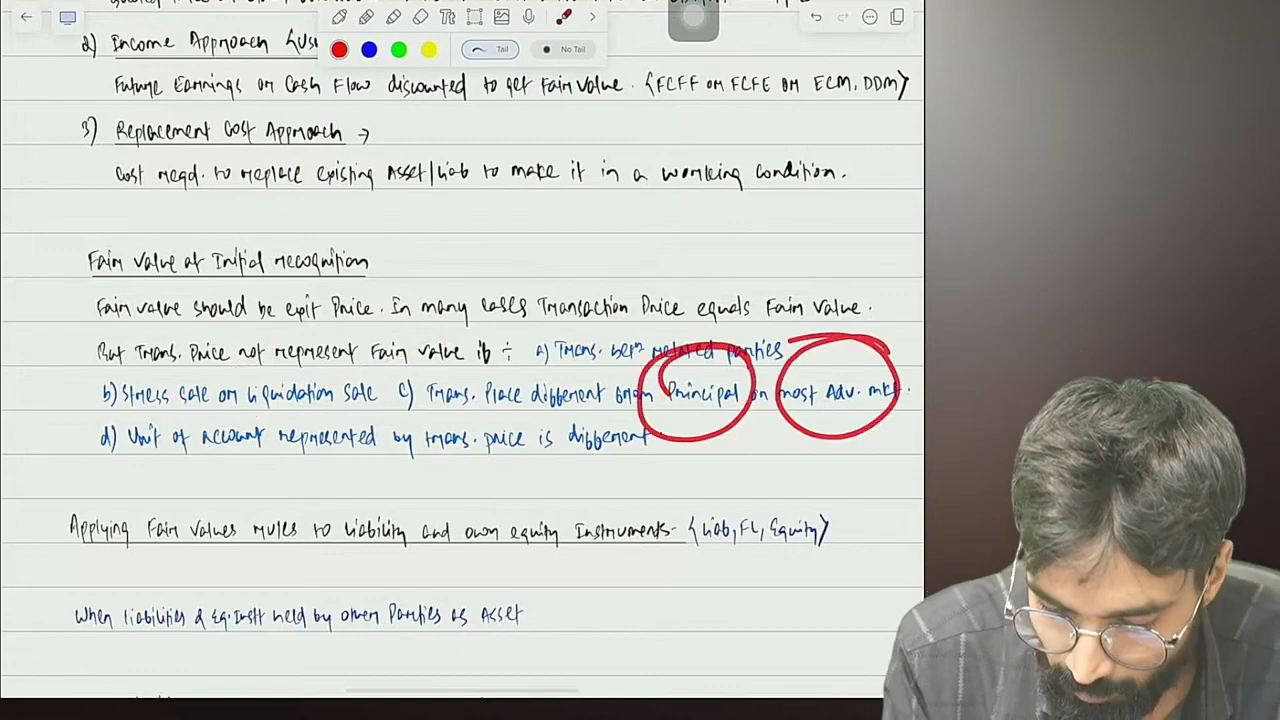 2) Income Approach {Us
Tail
No Tail
Future Earnings or Cash Flow discounted to get Fair value. {FCFF or FCFE or ECM, DDM}
3) Replacement Cost Approach →
Cost reqd. to replace existing Asset/Liab to make it in a working condition.
Fair value at Initial recognition
Fair value should be exit Price. In many cases Transaction Price equals Fair Value.
But Trans. Price not represent Fair value if ÷ a) Trans. betn related parties
b) Stress sale or Liquidation sale c) Trans. Place different from Principal or most Adv. mkt.
d) Unit of account represented by trans. price is different.
Applying Fair values rules to liability and own equity Instruments - {Liab, FL, Equity}
When liabilities & Eq. Instt held by other Parties as Asset